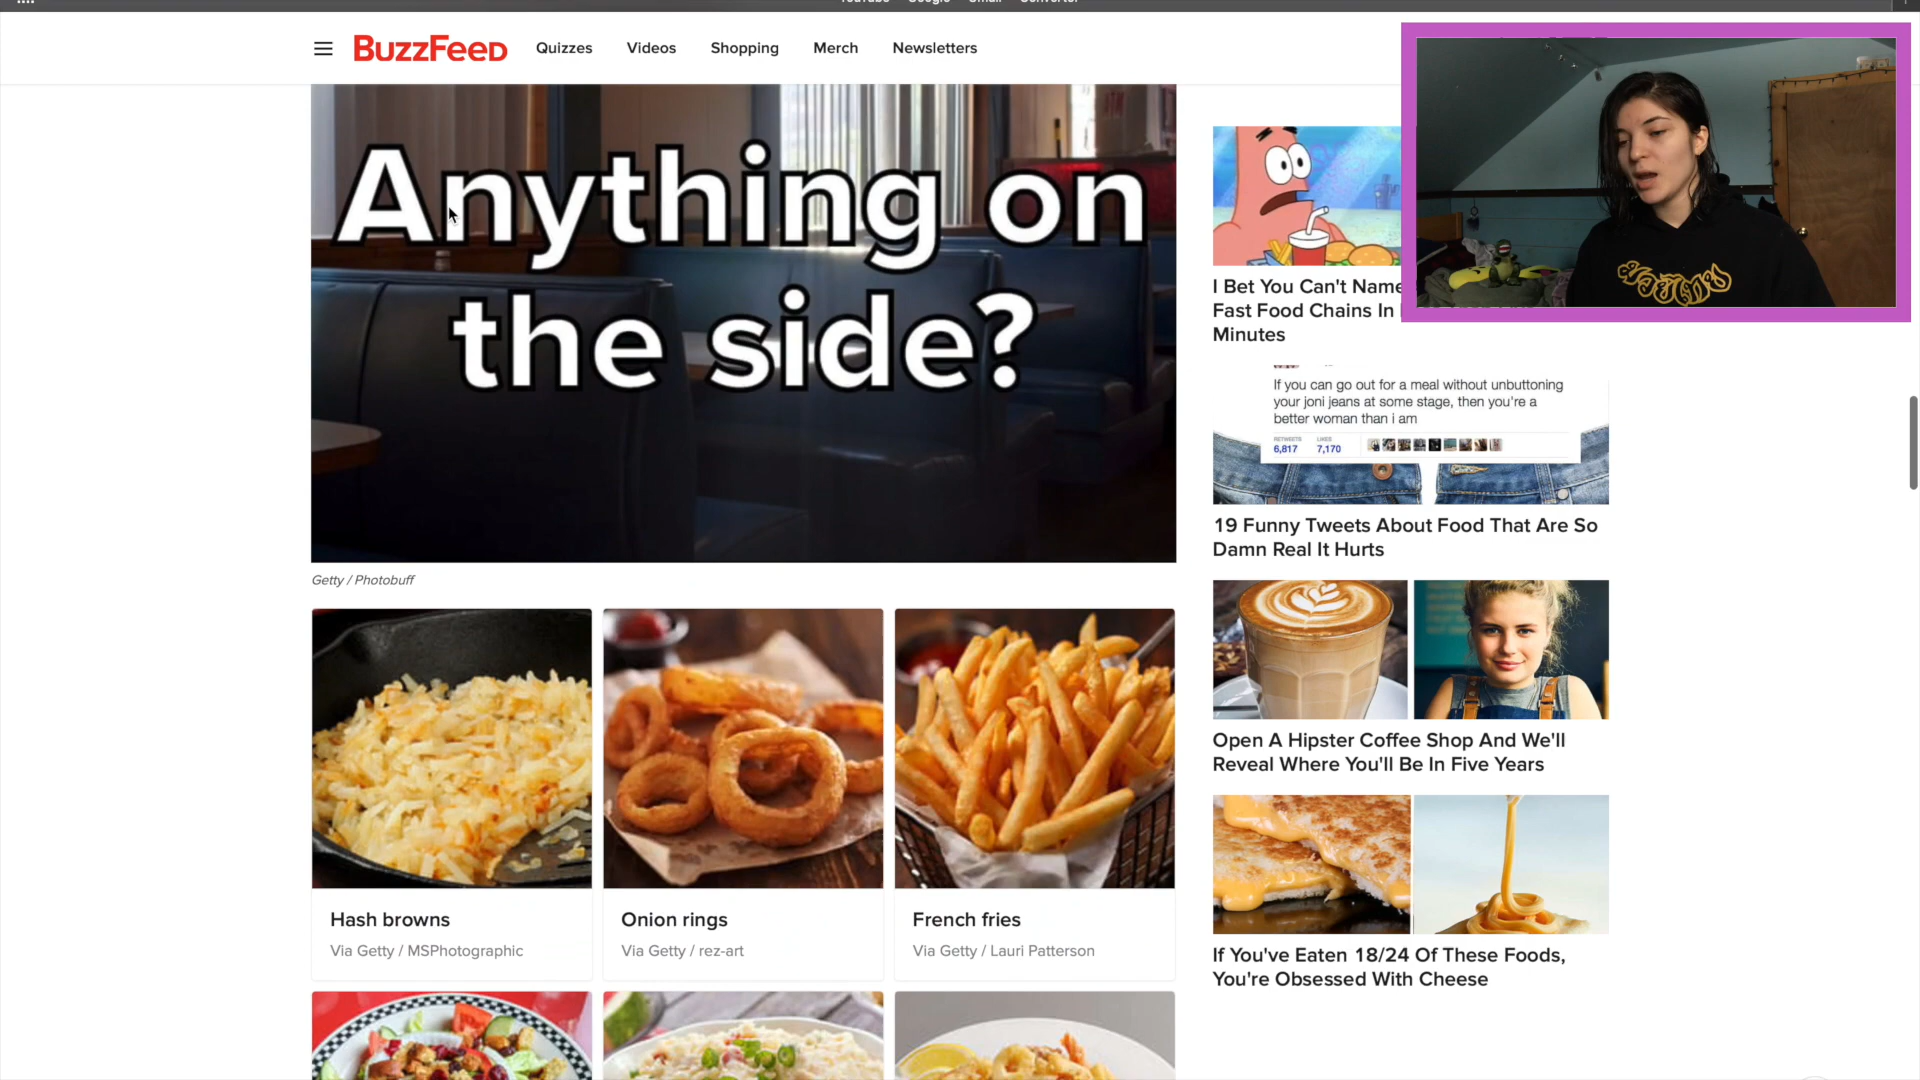 BuzzFeed
Quizzes
Videos
Shopping
Merch
Newsletters
Anything on
the side?
Getty / Photobuff
Hash browns
Via Getty / MSPhotographic
Onion rings
Via Getty / rez-art
French fries
Via Getty / Lauri Patterson
I Bet You Can't Name
Fast Food Chains In
Minutes
If you can go out for a meal without unbuttoning
your joni jeans at some stage, then you're a
better woman than i am
RETWEETS LIKES
6,817 7,170
19 Funny Tweets About Food That Are So
Damn Real It Hurts
Open A Hipster Coffee Shop And We'll
Reveal Where You'll Be In Five Years
If You've Eaten 18/24 Of These Foods,
You're Obsessed With Cheese